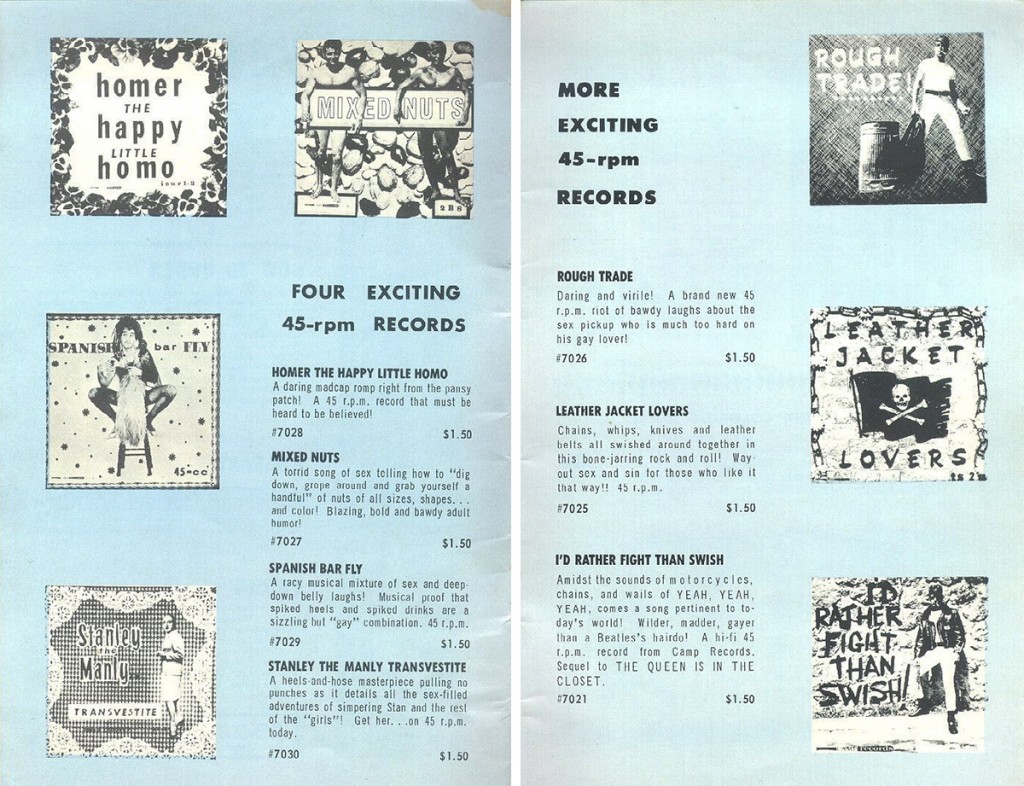 homer
THE
happy
LITTLE
homo
MIXED NUTS
2B8
SPANISH bar FLY
45-cc
Stanley
the
Manly
TRANSVESTITE
FOUR EXCITING
45-rpm RECORDS
HOMER THE HAPPY LITTLE HOMO
A daring madcap romp right from the pansy
patch! A 45 r.p.m. record that must be
heard to be believed!
#7028 $1.50
MIXED NUTS
A torrid song of sex telling how to "dig
down, grope around and grab yourself a
handful" of nuts of all sizes, shapes...
and color! Blazing, bold and bawdy adult
humor!
#7027 $1.50
SPANISH BAR FLY
A racy musical mixture of sex and deep-
down belly laughs! Musical proof that
spiked heels and spiked drinks are a
sizzling but "gay" combination. 45 r.p.m.
#7029 $1.50
STANLEY THE MANLY TRANSVESTITE
A heels-and-hose masterpiece pulling no
punches as it details all the sex-filled
adventures of simpering Stan and the rest
of the "girls"! Get her...on 45 r.p.m.
today.
#7030 $1.50
MORE
EXCITING
45-rpm
RECORDS
ROUGH
TRADE!
ROUGH TRADE
Daring and virile! A brand new 45
r.p.m. riot of bawdy laughs about the
sex pickup who is much too hard on
his gay lover!
#7026 $1.50
LEATHER
JACKET
LOVERS
LEATHER JACKET LOVERS
Chains, whips, knives and leather
belts all swished around together in
this bone-jarring rock and roll! Way-
out sex and sin for those who like it
that way!! 45 r.p.m.
#7025 $1.50
I'D RATHER FIGHT THAN SWISH
Amidst the sounds of motorcycles,
chains, and wails of YEAH, YEAH,
YEAH, comes a song pertinent to to-
day's world! Wilder, madder, gayer
than a Beatles's hairdo! A hi-fi 45
r.p.m. record from Camp Records.
Sequel to THE QUEEN IS IN THE
CLOSET.
#7021 $1.50
I'D
RATHER
FIGHT
THAN
SWISH!
records